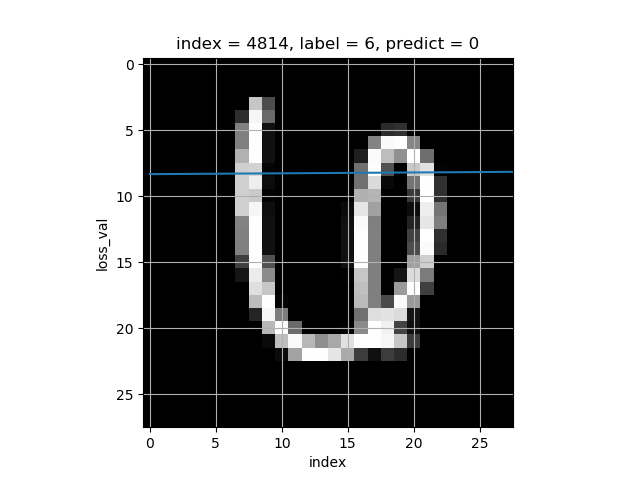 index = 4814, label = 6, predict = 0
0
5
10
15
20
25
loss_val
0 5 10 15 20 25
index